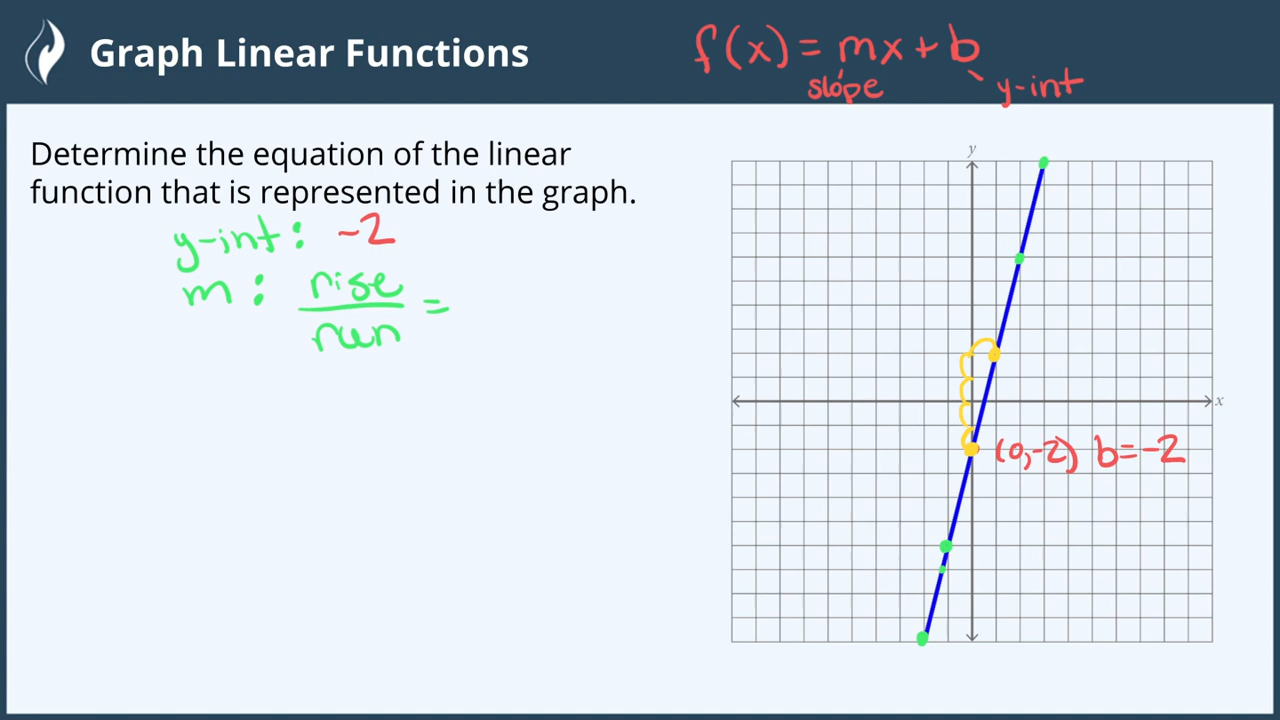 Graph Linear Functions
f(x) = mx + b
slope
y-int
Determine the equation of the linear
function that is represented in the graph.
y-int: -2
m: rise/run =
y
x
(0,-2) b=-2